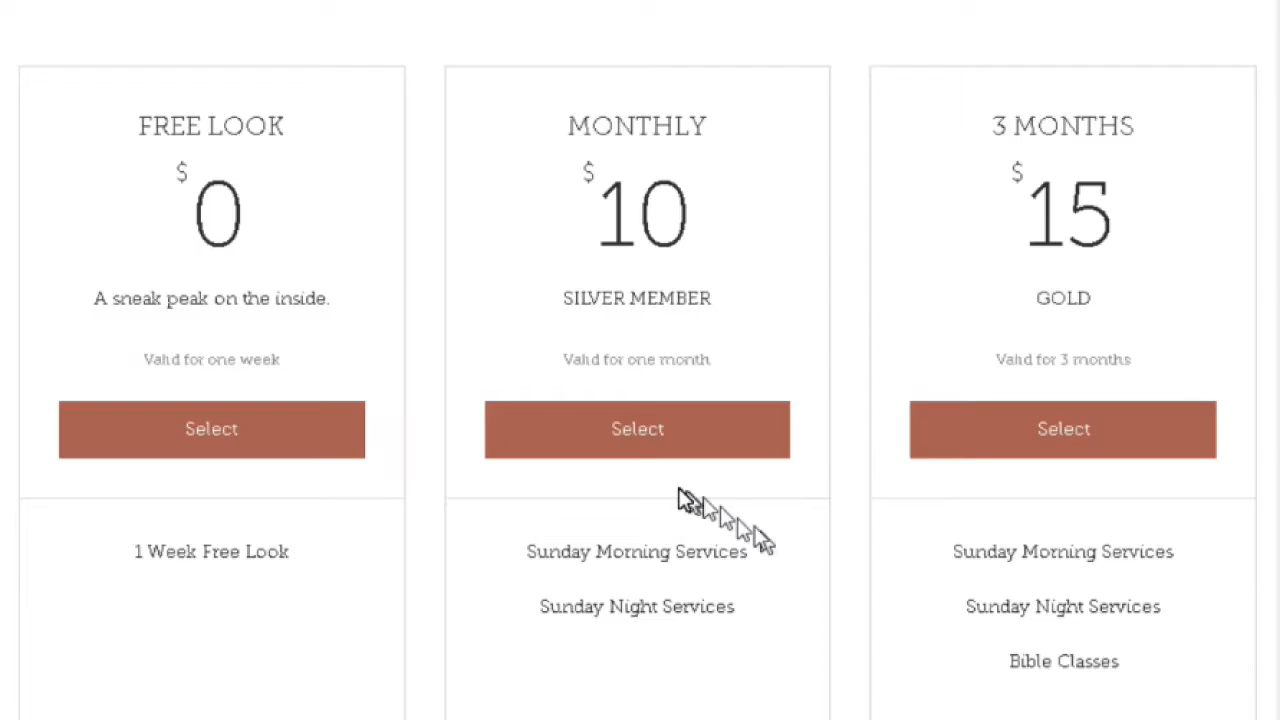 FREE LOOK
$
0
A sneak peak on the inside.
Valid for one week
Select
1 Week Free Look
MONTHLY
$
10
SILVER MEMBER
Valid for one month
Select
Sunday Morning Services
Sunday Night Services
3 MONTHS
$
15
GOLD
Valid for 3 months
Select
Sunday Morning Services
Sunday Night Services
Bible Classes